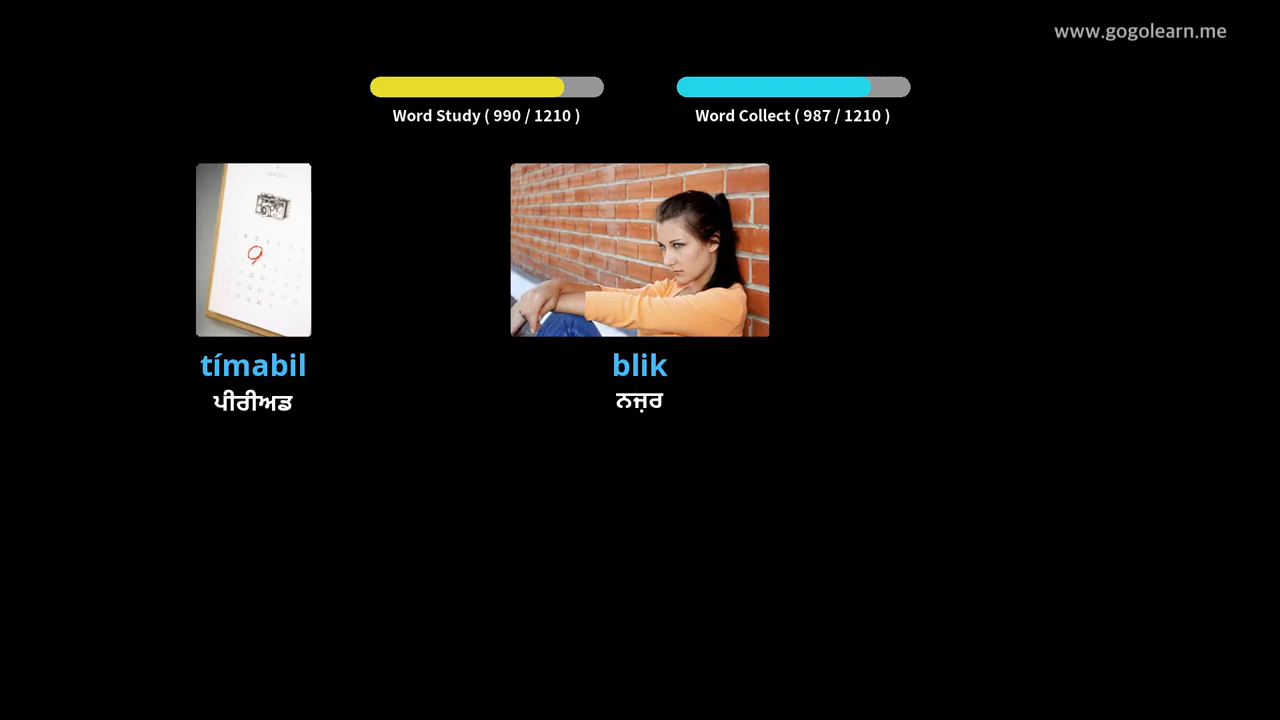 www.gogolearn.me
Word Study ( 990 / 1210 )
Word Collect ( 987 / 1210 )
tímabil
ਪੀਰੀਅਡ
blik
ਨਜ਼ਰ